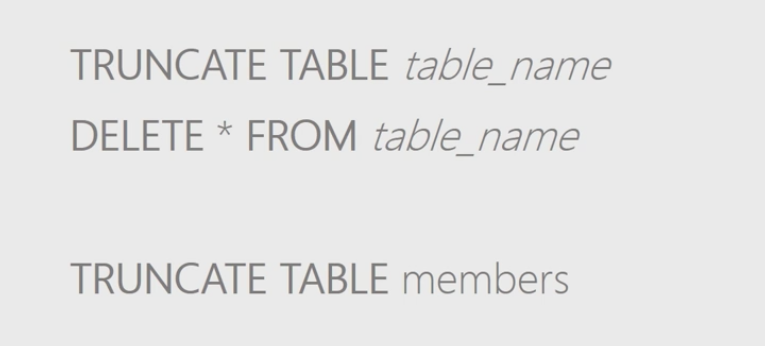 TRUNCATE TABLE table_name
DELETE * FROM table_name
TRUNCATE TABLE members